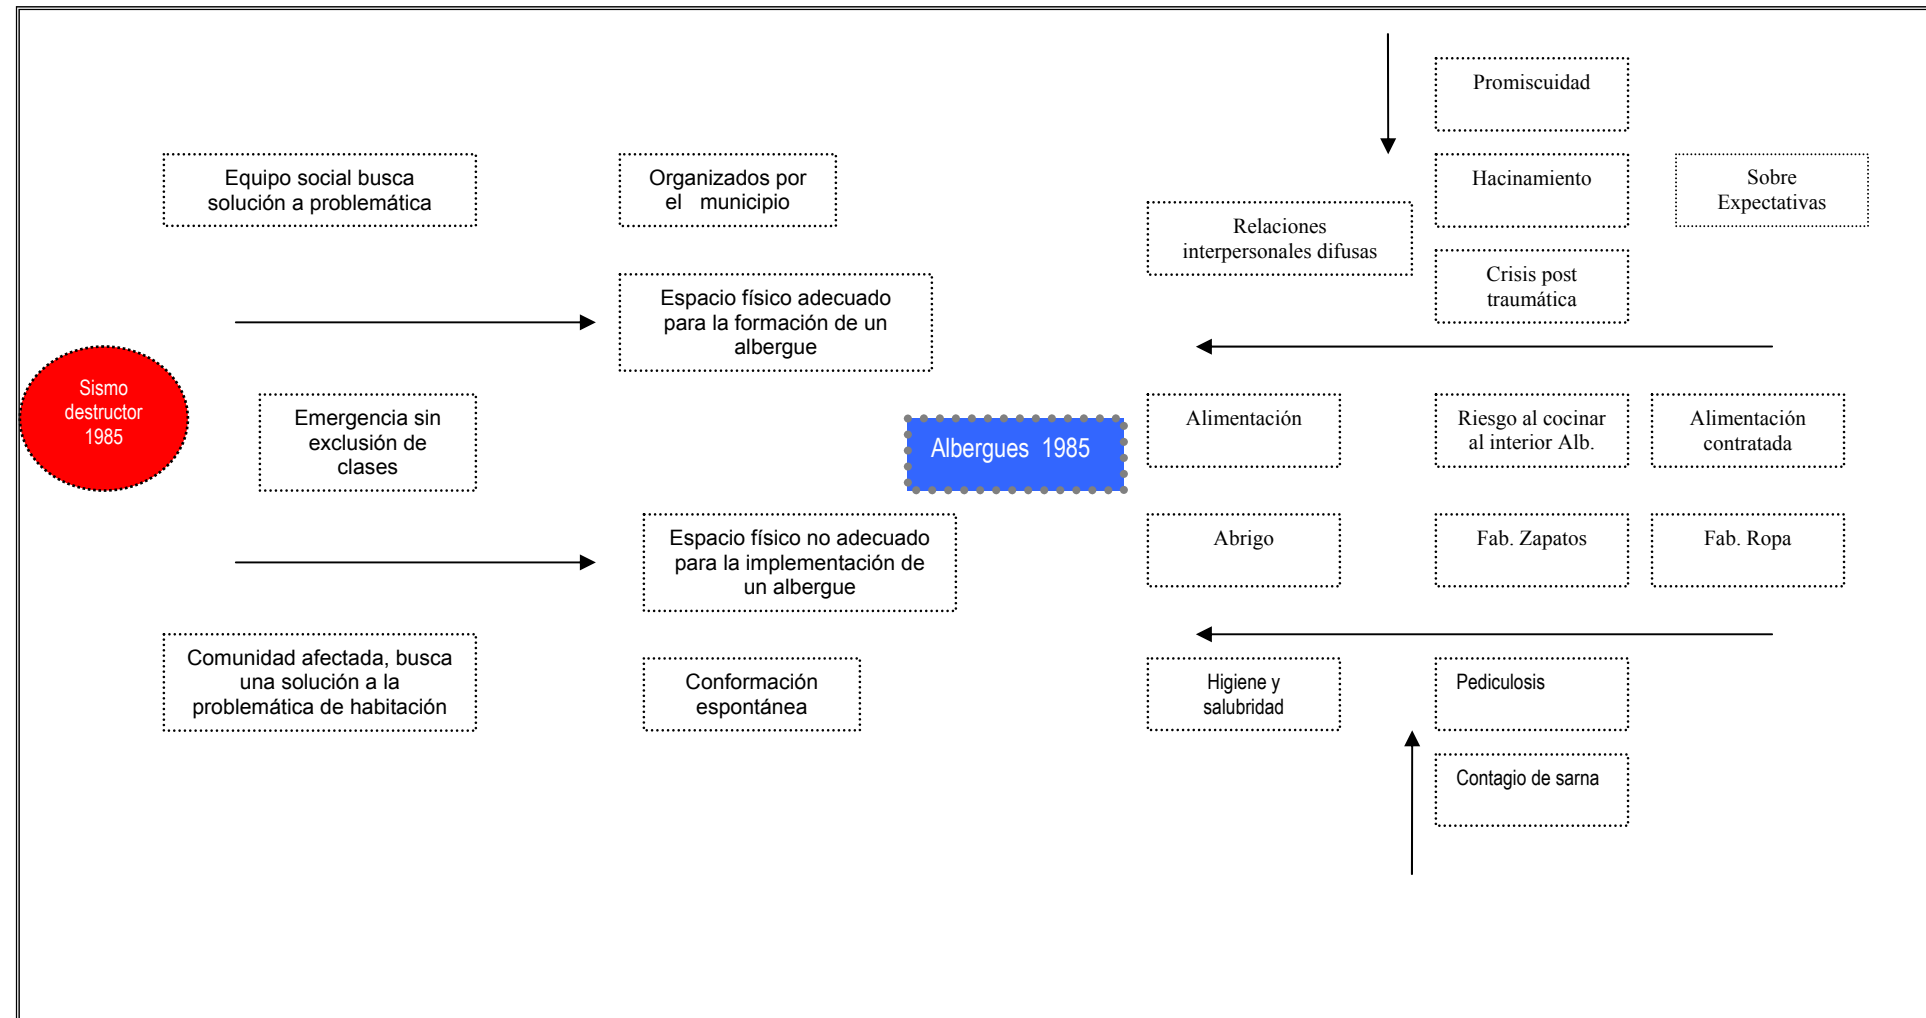 Promiscuidad
Equipo social busca
solución a problemática
Organizados por
el municipio
Hacinamiento
Sobre
Expectativas
Relaciones
interpersonales difusas
Crisis post
traumática
Espacio físico adecuado
para la formación de un
albergue
Sismo
destructor
1985
Emergencia sin
exclusión de
clases
Albergues 1985
Alimentación
Riesgo al cocinar
al interior Alb.
Alimentación
contratada
Espacio físico no adecuado
para la implementación de
un albergue
Abrigo
Fab. Zapatos
Fab. Ropa
Comunidad afectada, busca
una solución a la
problemática de habitación
Conformación
espontánea
Higiene y
salubridad
Pediculosis
Contagio de sarna